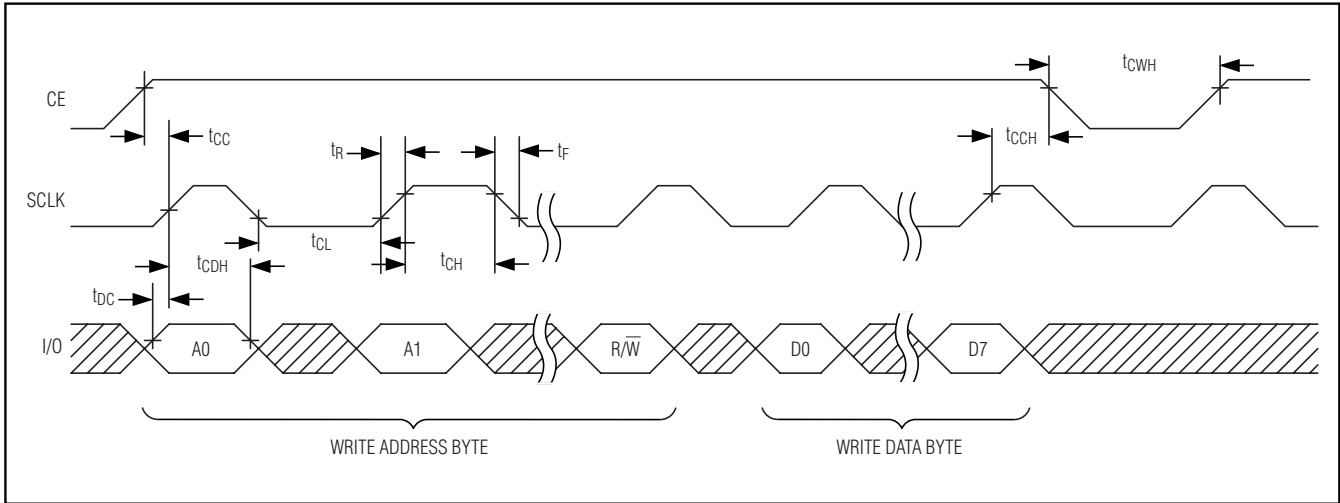 CE
tCWH
tCC
tR
tF
tCCH
SCLK
tCL
tCDH
tCH
tDC
I/O
A0
A1
R/W̅
D0
D7
WRITE ADDRESS BYTE
WRITE DATA BYTE